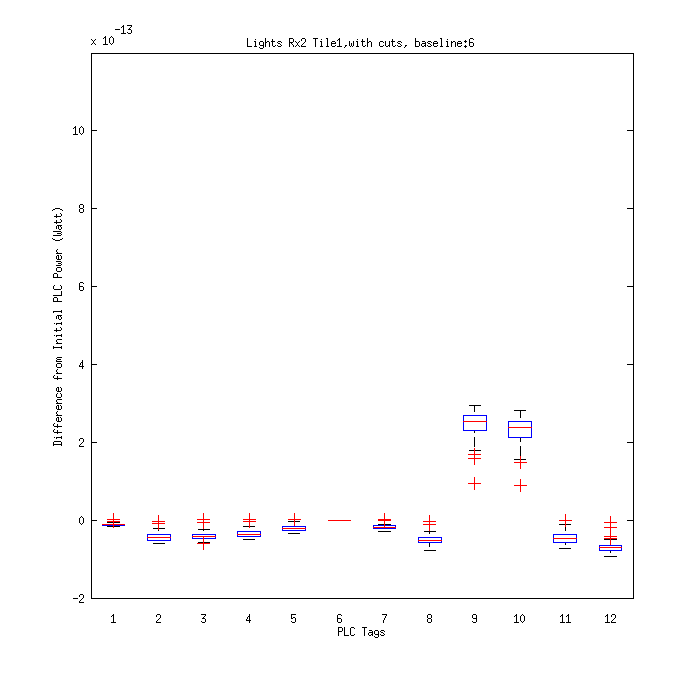 x 10-13
Lights Rx2 Tile1,with cuts, baseline:6
10
8
6
4
2
0
-2
Difference from Initial PLC Power (Watt)
1 2 3 4 5 6 7 8 9 10 11 12
PLC Tags